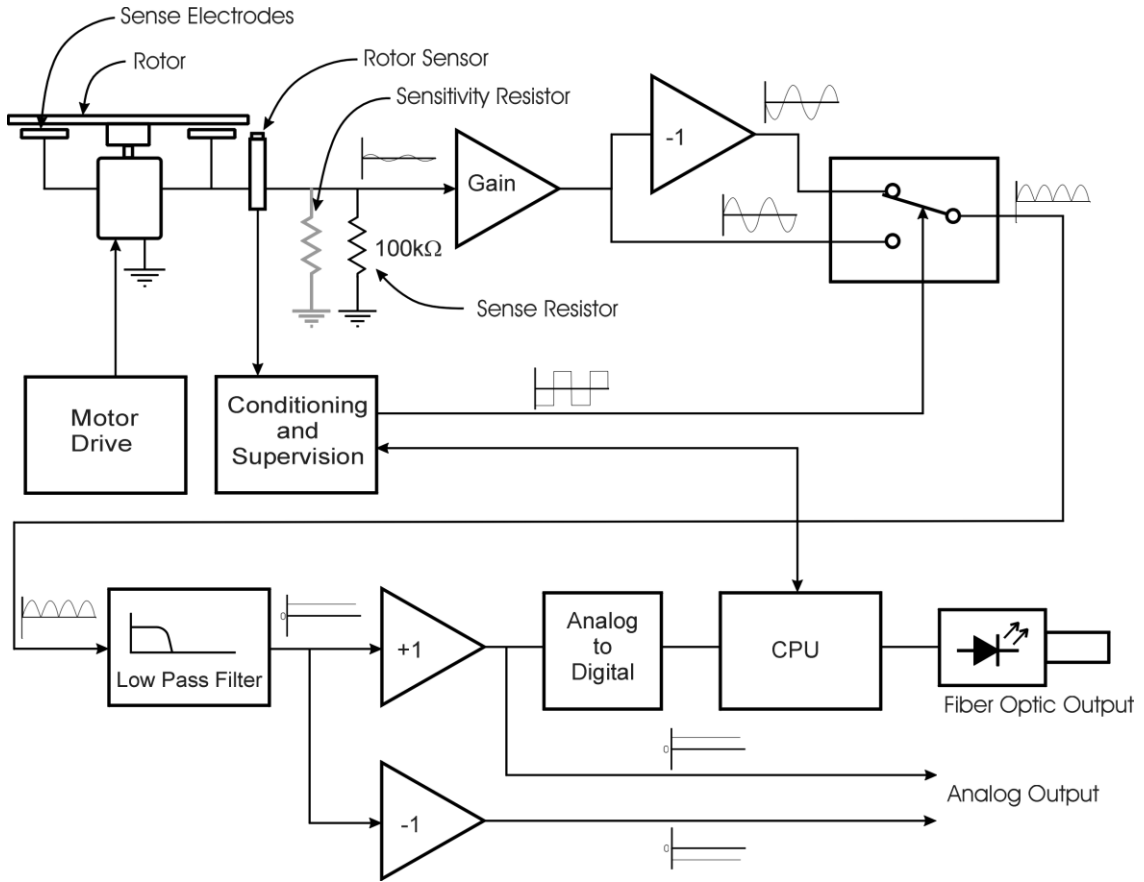 Sense Electrodes
Rotor
Rotor Sensor
Sensitivity Resistor
-1
Gain
100kΩ
Sense Resistor
Motor
Drive
Conditioning
and
Supervision
0
+1
Analog
to
Digital
CPU
Low Pass Filter
Fiber Optic Output
0
Analog Output
-1
0